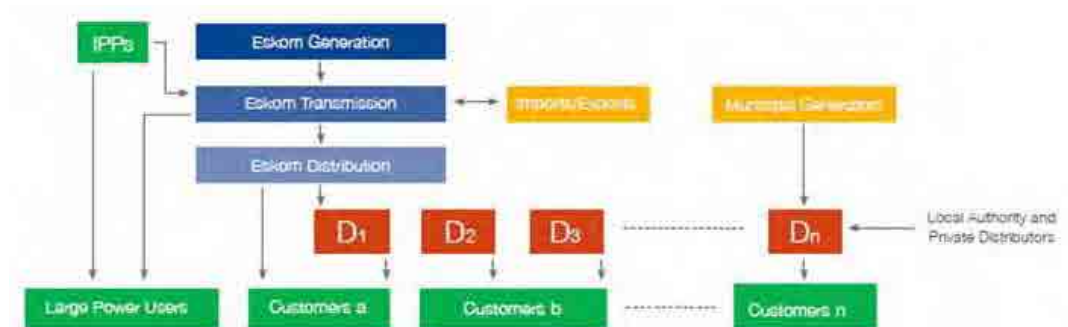 IPPs
Eskom Generation
Eskom Transmission
Imports/Exports
Municipal Generation
Eskom Distribution
D1
D2
D3
Dn
Local Authority and
Private Distributors
Large Power Users
Customers a
Customers b
Customers n